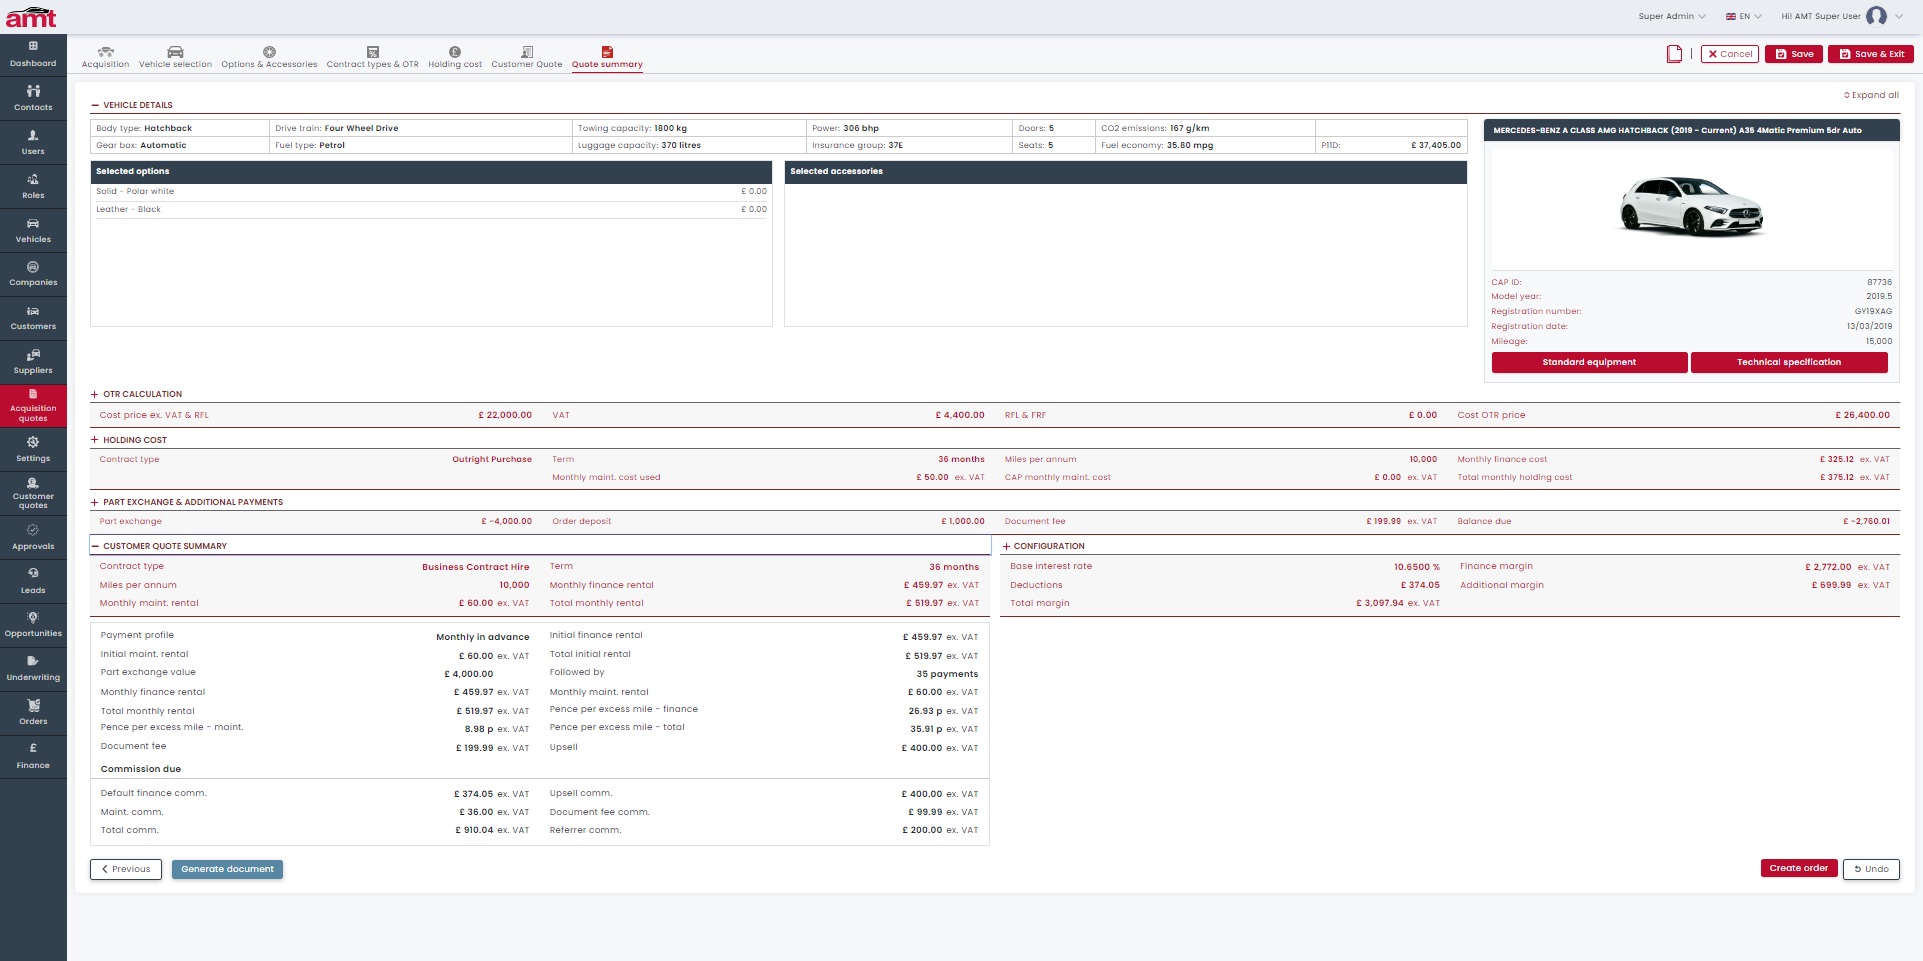 amt
Super Admin
EN
Hi! AMT Super User
Dashboard
Contacts
Users
Roles
Vehicles
Companies
Customers
Suppliers
Acquisition
quotes
Settings
Customer
quotes
Approvals
Leads
Opportunities
Underwriting
Orders
Finance
Acquisition
Vehicle selection
Options & Accessories
Contract types & OTR
Holding cost
Customer Quote
Quote summary
Cancel
Save
Save & Exit
Expand all
VEHICLE DETAILS
Body type: Hatchback
Drive train: Four Wheel Drive
Towing capacity: 1800 kg
Power: 306 bhp
Doors: 5
CO2 emissions: 167 g/km
Gear box: Automatic
Fuel type: Petrol
Luggage capacity: 370 litres
Insurance group: 37E
Seats: 5
Fuel economy: 35.80 mpg
P11D: £ 37,405.00
Selected options
Solid - Polar white £ 0.00
Leather - Black £ 0.00
Selected accessories
MERCEDES-BENZ A CLASS AMG HATCHBACK (2019 - Current) A35 4Matic Premium 5dr Auto
CAP ID: 87736
Model year: 2019.5
Registration number: GY19XAG
Registration date: 13/03/2019
Mileage: 15,000
Standard equipment
Technical specification
OTR CALCULATION
Cost price ex. VAT & RFL £ 22,000.00 VAT £ 4,400.00 RFL & FRF £ 0.00 Cost OTR price £ 26,400.00
HOLDING COST
Contract type Outright Purchase Term 36 months Miles per annum 10,000 Monthly finance cost £ 325.12 ex. VAT
Monthly maint. cost used £ 50.00 ex. VAT CAP monthly maint. cost £ 0.00 ex. VAT Total monthly holding cost £ 375.12 ex. VAT
PART EXCHANGE & ADDITIONAL PAYMENTS
Part exchange £ -4,000.00 Order deposit £ 1,000.00 Document fee £ 199.99 ex. VAT Balance due £ -2,760.01
CUSTOMER QUOTE SUMMARY
Contract type Business Contract Hire Term 36 months
Miles per annum 10,000 Monthly finance rental £ 459.97 ex. VAT
Monthly maint. rental £ 60.00 ex. VAT Total monthly rental £ 519.97 ex. VAT
CONFIGURATION
Base interest rate 10.6500 % Finance margin £ 2,772.00 ex. VAT
Deductions £ 374.05 Additional margin £ 699.99 ex. VAT
Total margin £ 3,097.94 ex. VAT
Payment profile Monthly in advance Initial finance rental £ 459.97 ex. VAT
Initial maint. rental £ 60.00 ex. VAT Total initial rental £ 519.97 ex. VAT
Part exchange value £ 4,000.00 Followed by 35 payments
Monthly finance rental £ 459.97 ex. VAT Monthly maint. rental £ 60.00 ex. VAT
Total monthly rental £ 519.97 ex. VAT Pence per excess mile - finance 26.93 p ex. VAT
Pence per excess mile - maint. 8.98 p ex. VAT Pence per excess mile - total 35.91 p ex. VAT
Document fee £ 199.99 ex. VAT Upsell £ 400.00 ex. VAT
Commission due
Default finance comm. £ 374.05 ex. VAT Upsell comm. £ 400.00 ex. VAT
Maint. comm. £ 36.00 ex. VAT Document fee comm. £ 99.99 ex. VAT
Total comm. £ 910.04 ex. VAT Referrer comm. £ 200.00 ex. VAT
Previous
Generate document
Create order
Undo